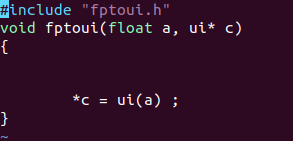 #include "fptoui.h"
void fptoui(float a, ui* c)
{
*c = ui(a) ;
}
~